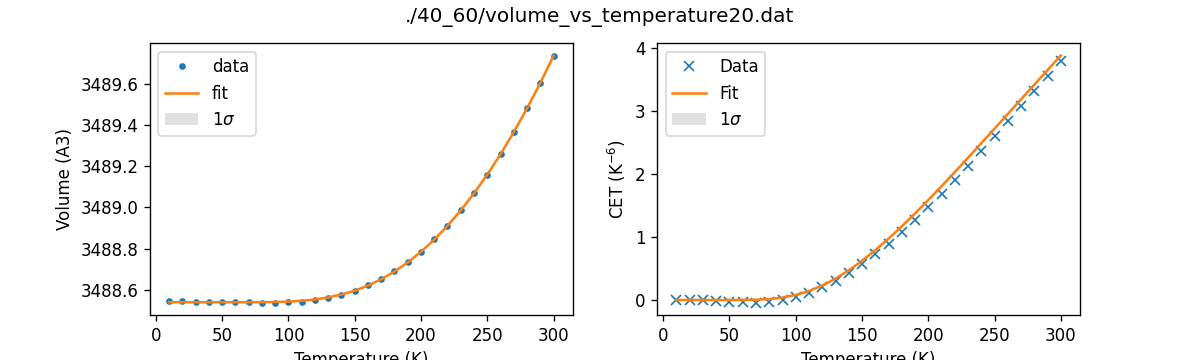 ./40_60/volume_vs_temperature20.dat
data
fit
1σ
3489.6
3489.4
3489.2
3489.0
3488.8
3488.6
Volume (A3)
0
50
100
150
200
250
300
Temperature (K)
Data
Fit
1σ
4
3
2
1
0
CET (K⁻⁶)
0
50
100
150
200
250
300
Temperature (K)